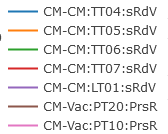 CM-CM:TT04:sRdV
CM-CM:TT05:sRdV
CM-CM:TT06:sRdV
CM-CM:TT07:sRdV
CM-CM:LT01:sRdV
CM-Vac:PT20:PrsR
CM-Vac:PT10:PrsR